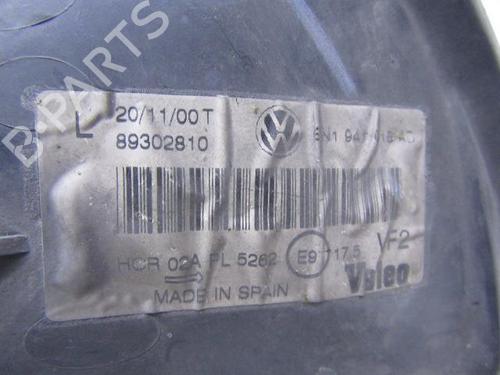 B-PARTS
L 20/11/00 T
89302810
6N1 941 018 AD
HCR 02A PL 5262 E9 1175 VF2
MADE IN SPAIN Valeo